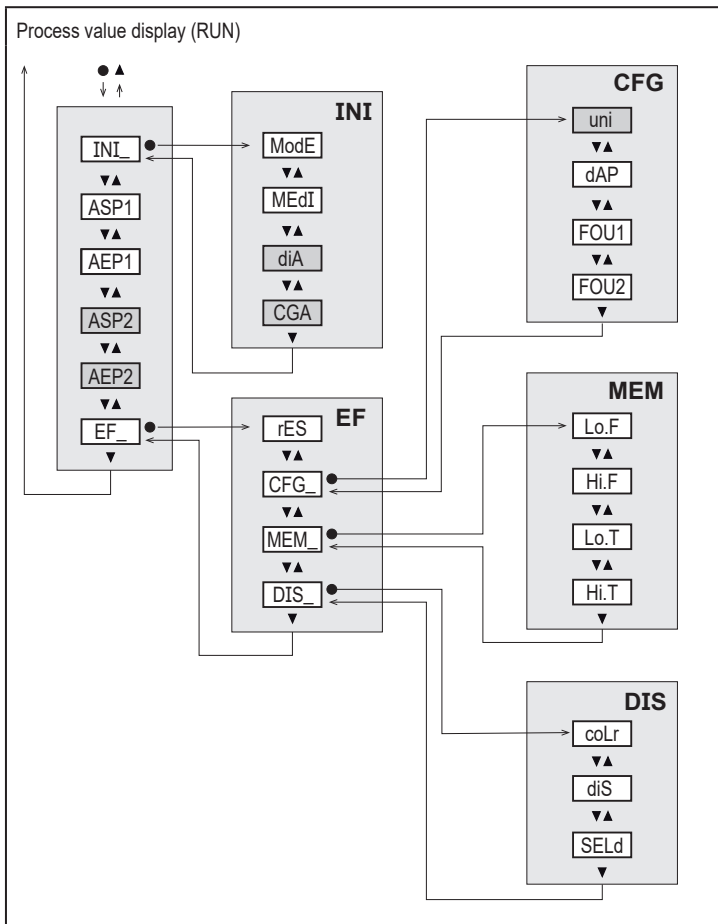 Process value display (RUN)
INI_
ASP1
AEP1
ASP2
AEP2
EF_
INI
ModE
MEdI
diA
CGA
EF
rES
CFG_
MEM_
DIS_
CFG
uni
dAP
FOU1
FOU2
MEM
Lo.F
Hi.F
Lo.T
Hi.T
DIS
coLr
diS
SELd